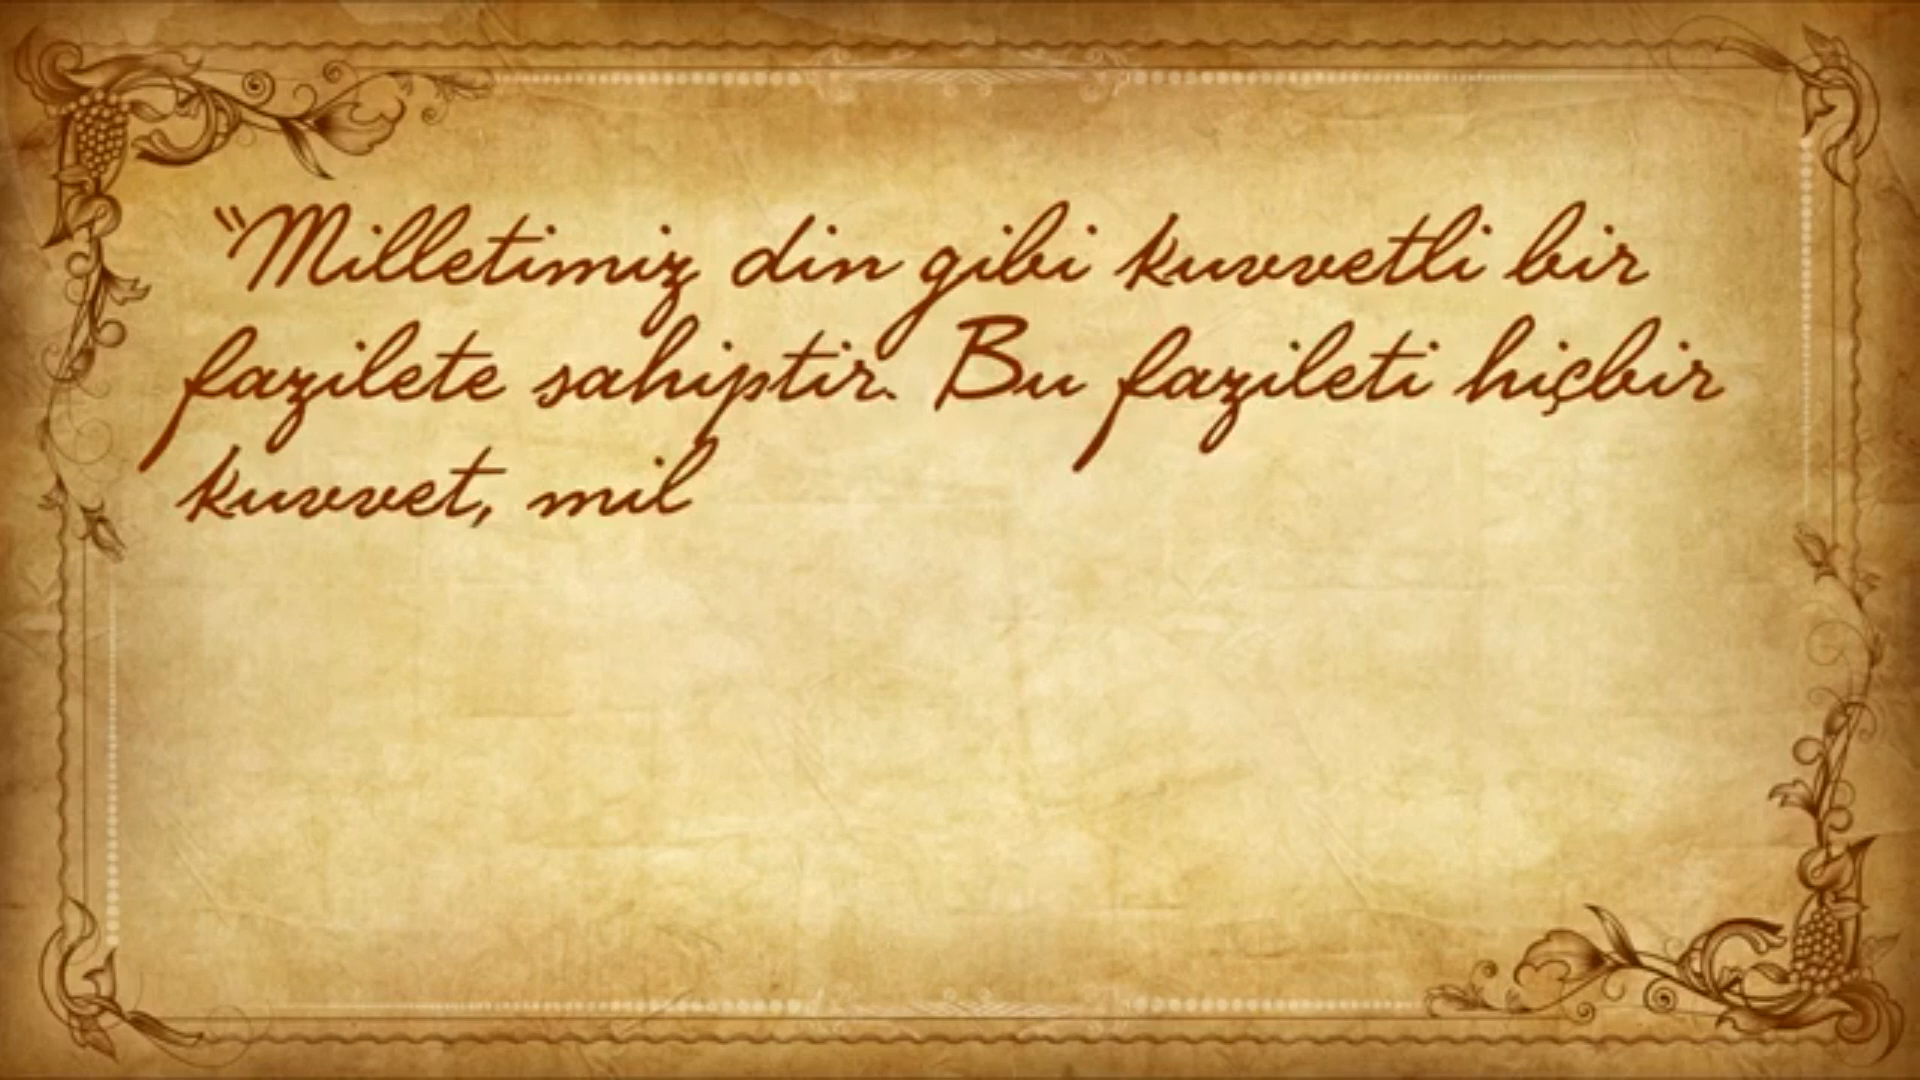 “Milletimiz din gibi kuvvetli bir
fazilete sahiptir. Bu fazileti hiçbir
kuvvet, mil